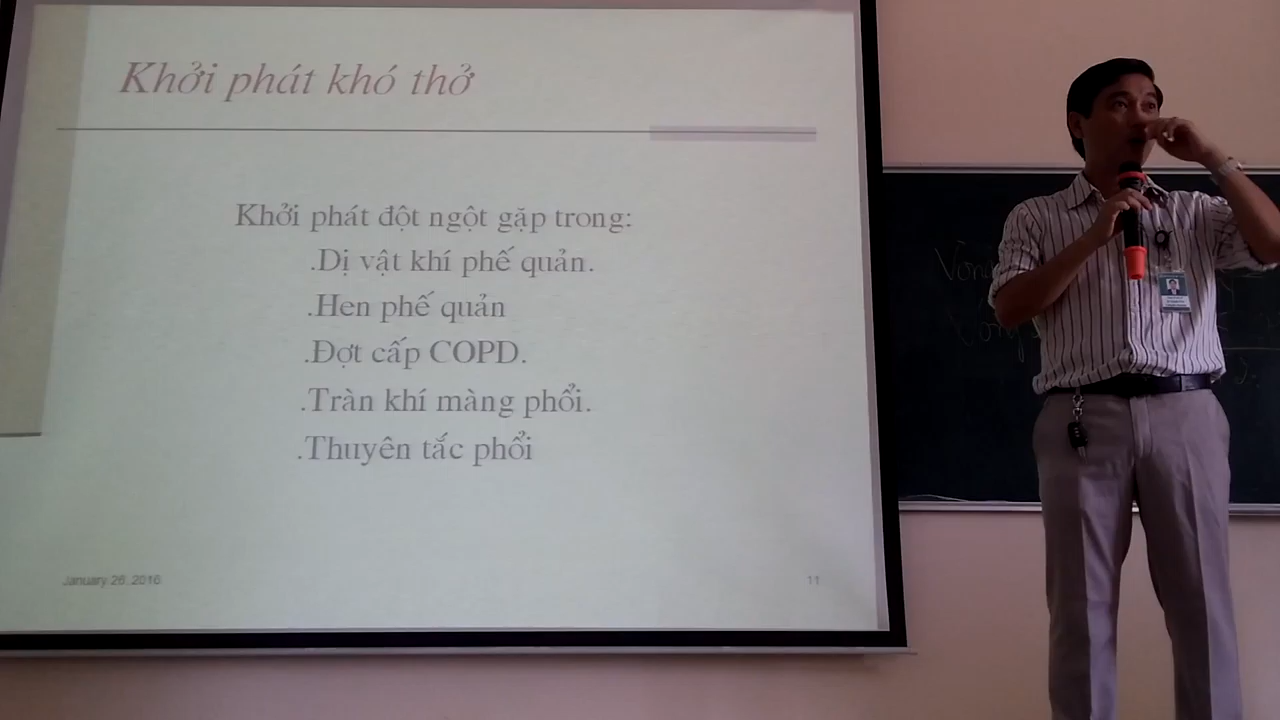 Khởi phát khó thở
Khởi phát đột ngột gặp trong:
.Dị vật khí phế quản.
.Hen phế quản
.Đợt cấp COPD.
.Tràn khí màng phổi.
.Thuyên tắc phổi
January 26, 2016
11